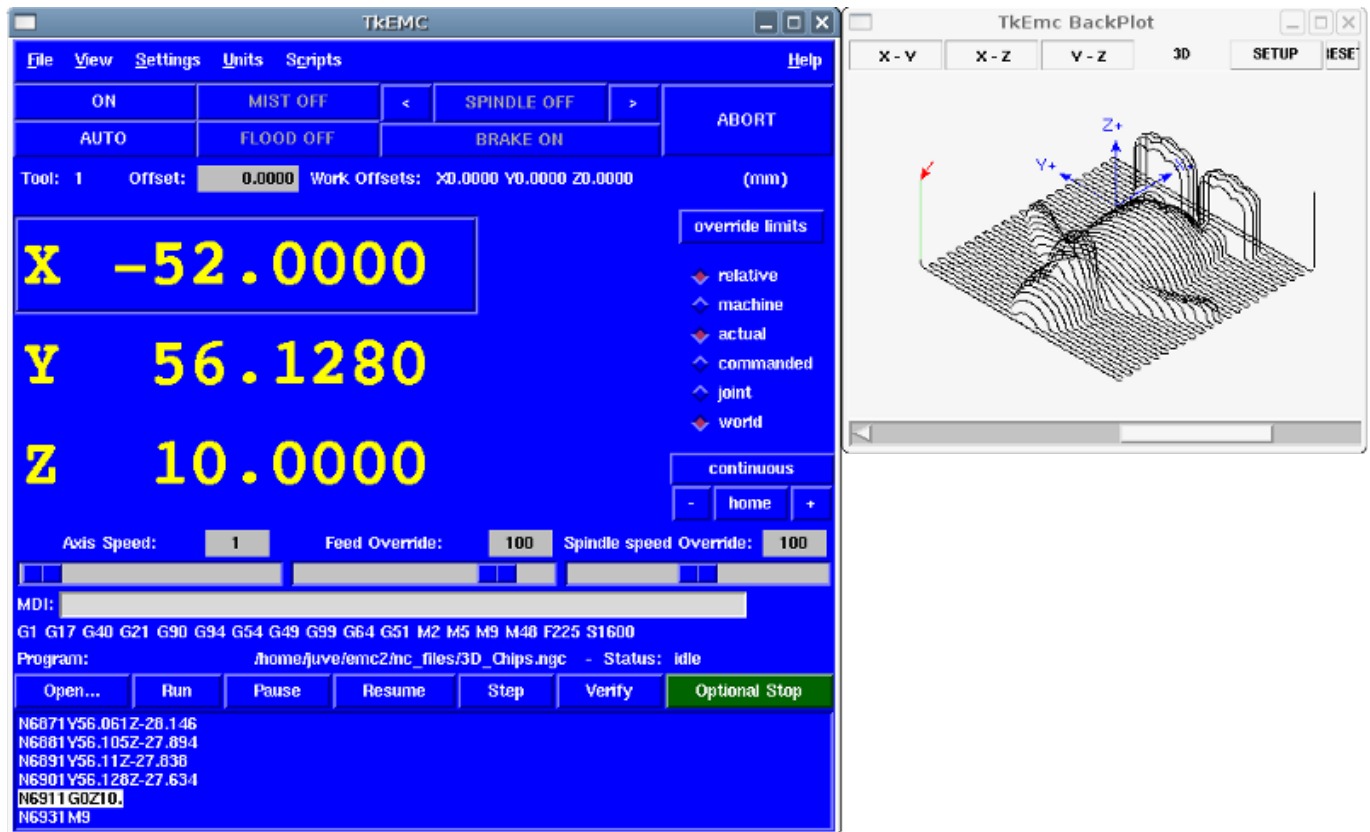 TkEMC
File View Settings Units Scripts Help
ON MIST OFF < SPINDLE OFF > ABORT
AUTO FLOOD OFF BRAKE ON
Tool: 1 Offset: 0.0000 Work Offsets: X0.0000 Y0.0000 Z0.0000 (mm)
override limits
X -52.0000
relative
machine
Y 56.1280
actual
commanded
joint
world
Z 10.0000
continuous
- home +
Axis Speed: 1 Feed Override: 100 Spindle speed Override: 100
MDI:
G1 G17 G40 G21 G90 G94 G54 G49 G99 G64 G51 M2 M5 M9 M48 F225 S1600
Program: /home/juve/emc2/nc_files/3D_Chips.ngc - Status: idle
Open... Run Pause Resume Step Verify Optional Stop
N6871Y56.061Z-28.146
N6881Y56.105Z-27.894
N6891Y56.11Z-27.838
N6901Y56.128Z-27.634
N6911G0Z10.
N6931M9
TkEmc BackPlot
X - Y X - Z Y - Z 3D SETUP RESET
Z+
Y+